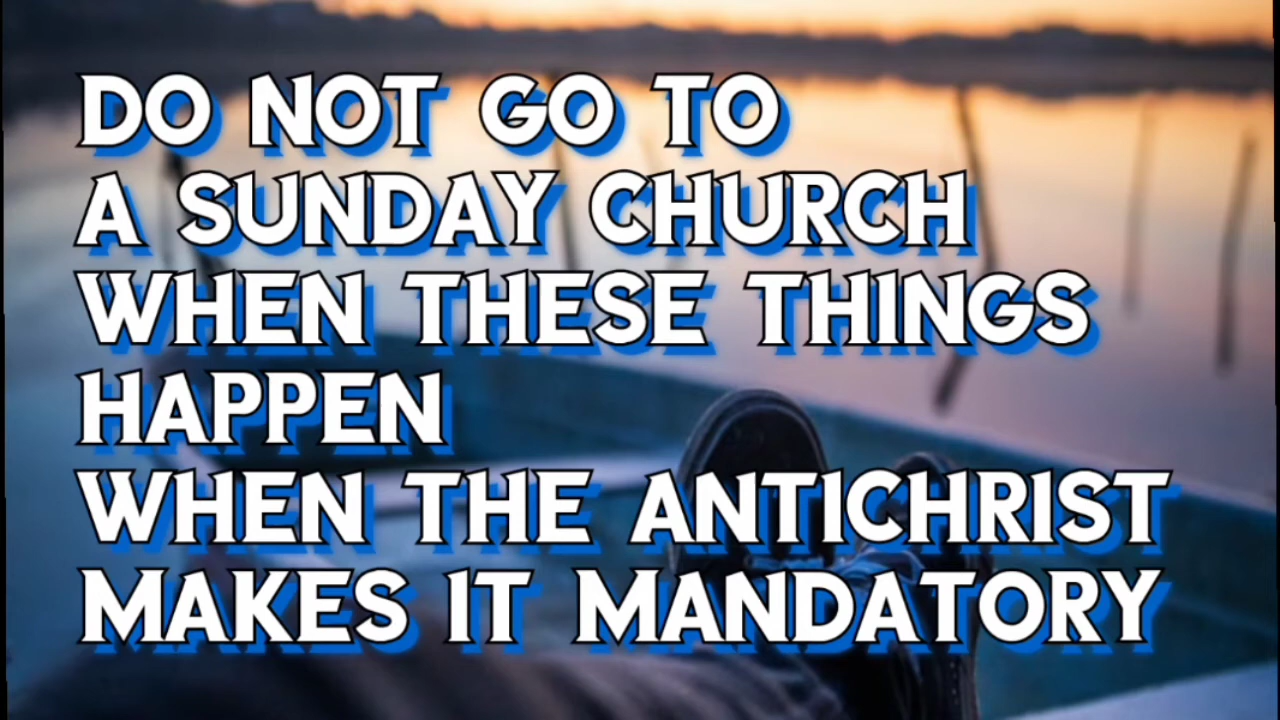 DO NOT GO TO
A SUNDAY CHURCH
WHEN THESE THINGS
HAPPEN
WHEN THE ANTICHRIST
MAKES IT MANDATORY